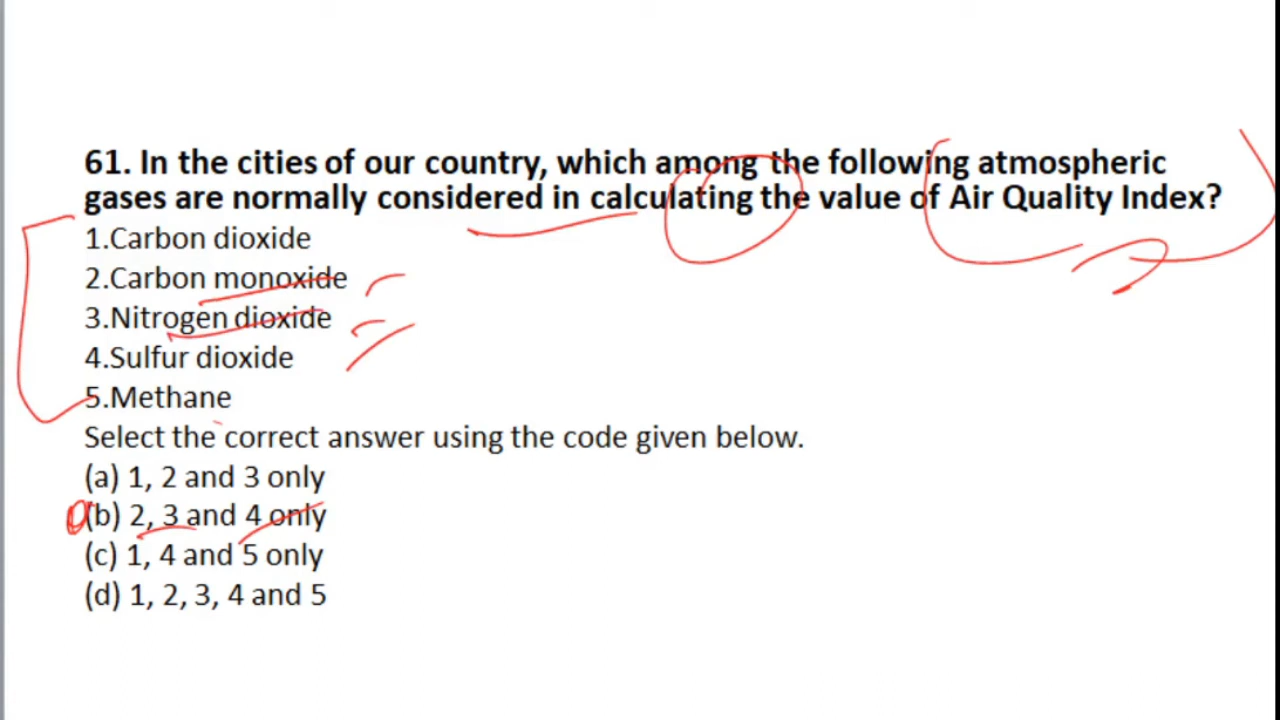 61. In the cities of our country, which among the following atmospheric
gases are normally considered in calculating the value of Air Quality Index?
1.Carbon dioxide
2.Carbon monoxide
3.Nitrogen dioxide
4.Sulfur dioxide
5.Methane
Select the correct answer using the code given below.
(a) 1, 2 and 3 only
(b) 2, 3 and 4 only
(c) 1, 4 and 5 only
(d) 1, 2, 3, 4 and 5